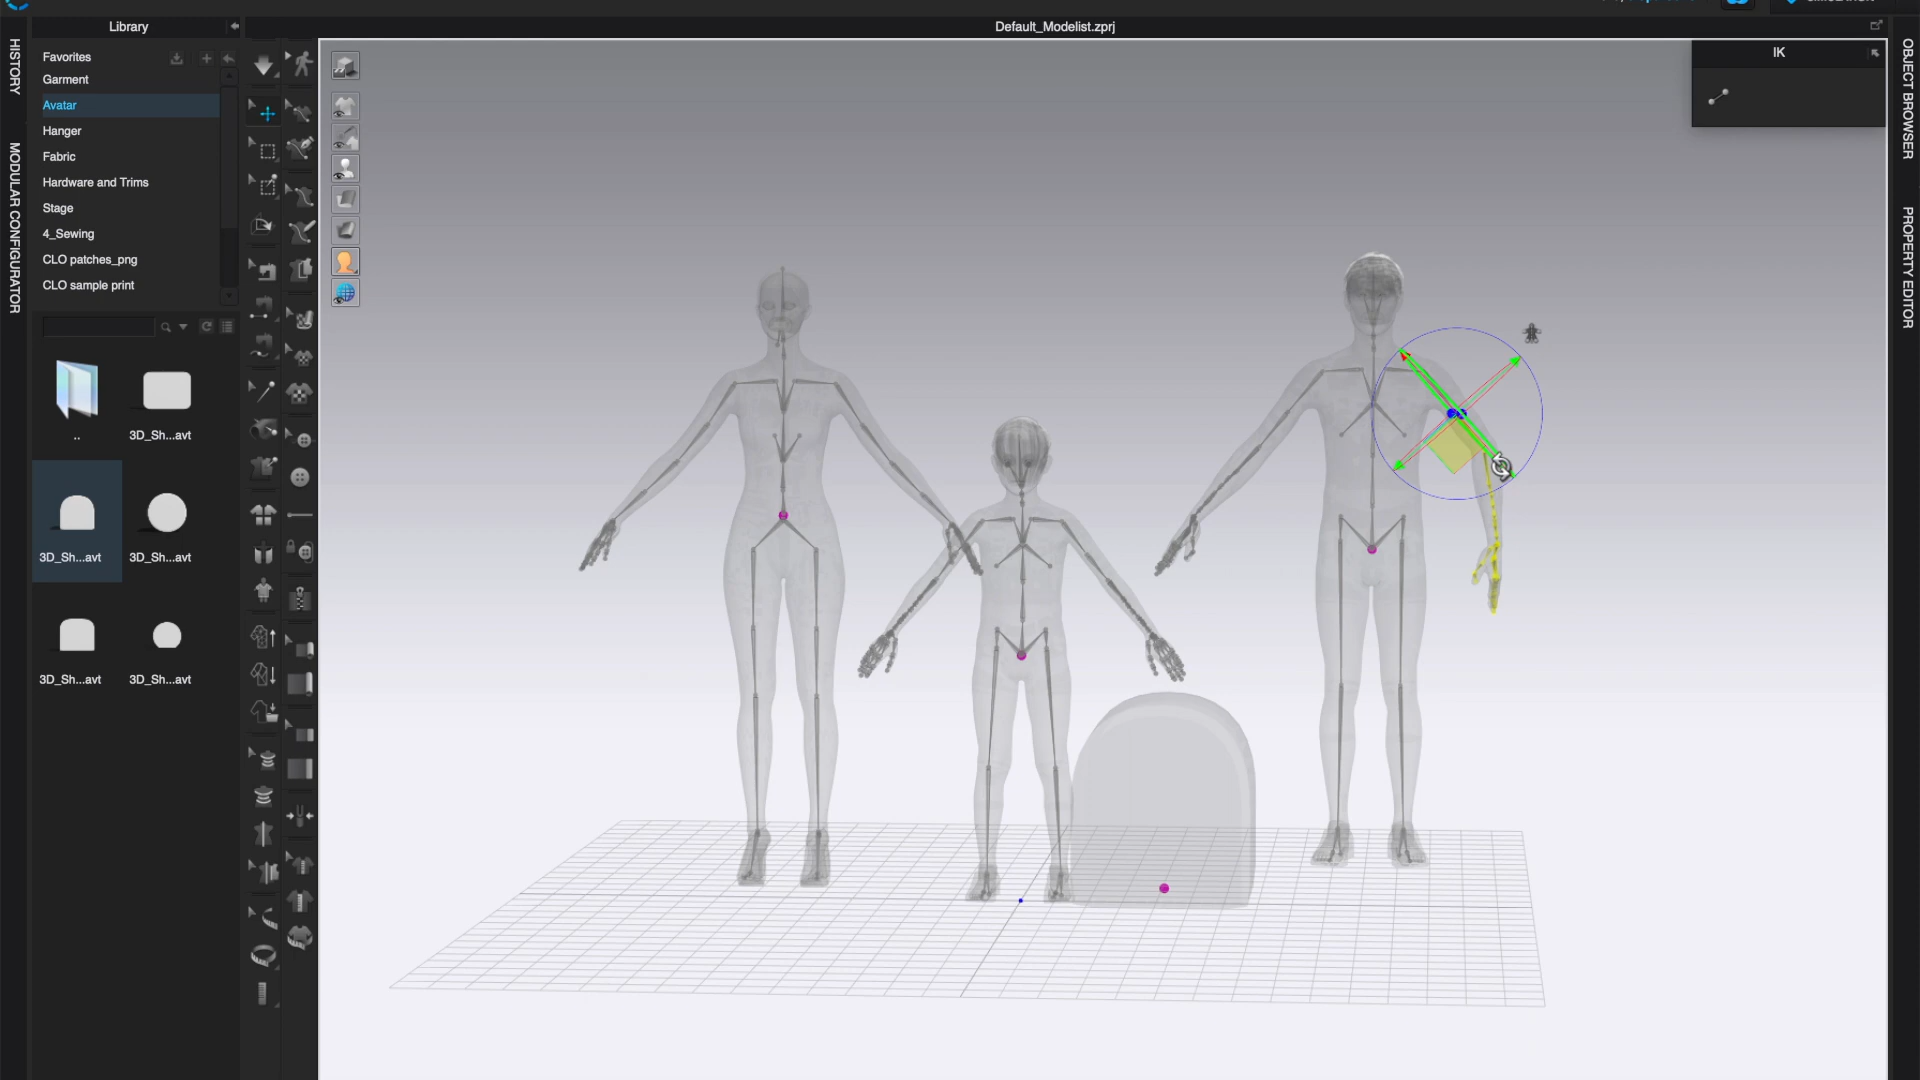 Library
Default_Modelist.zprj
HISTORY
MODULAR CONFIGURATOR
Favorites
Garment
Avatar
Hanger
Fabric
Hardware and Trims
Stage
4_Sewing
CLO patches_png
CLO sample print
..
3D_Sh...avt
3D_Sh...avt
3D_Sh...avt
3D_Sh...avt
3D_Sh...avt
IK
OBJECT BROWSER
PROPERTY EDITOR